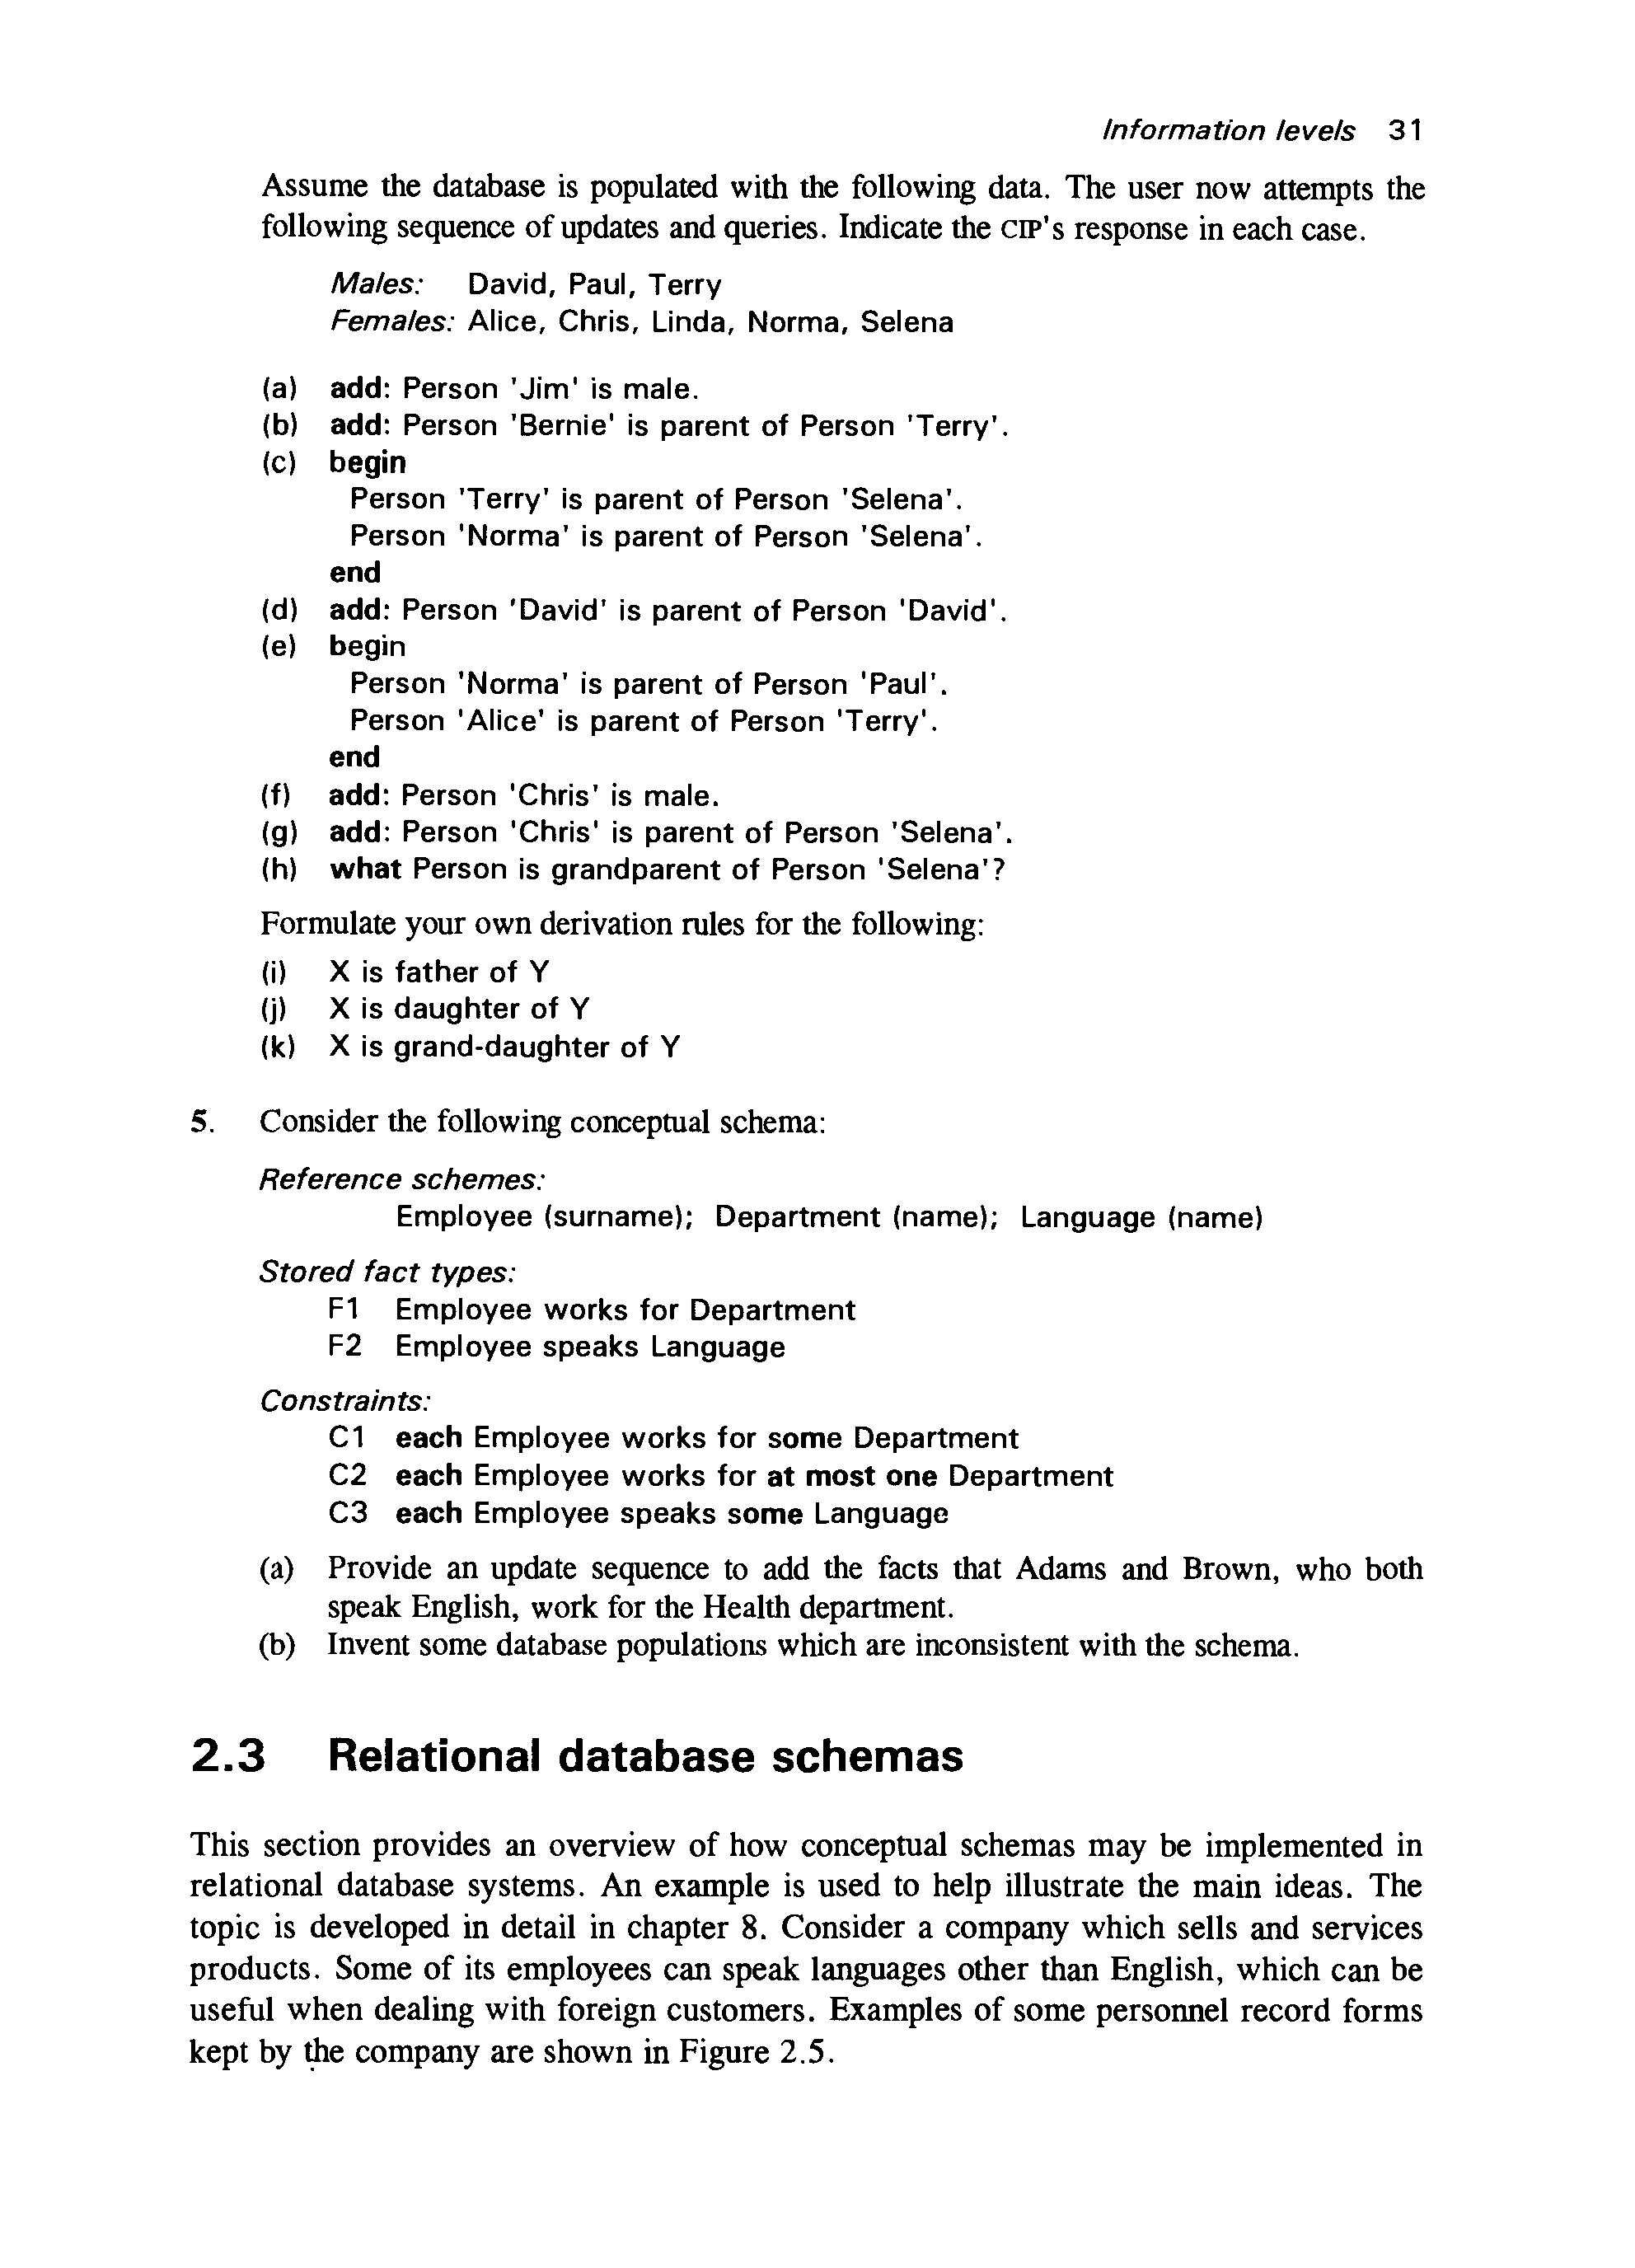 Information levels 31
Assume the database is populated with the following data. The user now attempts the
following sequence of updates and queries. Indicate the CIP's response in each case.
Males: David, Paul, Terry
Females: Alice, Chris, Linda, Norma, Selena
(a) add: Person 'Jim' is male.
(b) add: Person 'Bernie' is parent of Person 'Terry'.
(c) begin
Person 'Terry' is parent of Person 'Selena'.
Person 'Norma' is parent of Person 'Selena'.
end
(d) add: Person 'David' is parent of Person 'David'.
(e) begin
Person 'Norma' is parent of Person 'Paul'.
Person 'Alice' is parent of Person 'Terry'.
end
(f) add: Person 'Chris' is male.
(g) add: Person 'Chris' is parent of Person 'Selena'.
(h) what Person is grandparent of Person 'Selena'?
Formulate your own derivation rules for the following:
(i) X is father of Y
(j) X is daughter of Y
(k) X is grand-daughter of Y
5. Consider the following conceptual schema:
Reference schemes:
Employee (surname); Department (name); Language (name)
Stored fact types:
F1 Employee works for Department
F2 Employee speaks Language
Constraints:
C1 each Employee works for some Department
C2 each Employee works for at most one Department
C3 each Employee speaks some Language
(a) Provide an update sequence to add the facts that Adams and Brown, who both
speak English, work for the Health department.
(b) Invent some database populations which are inconsistent with the schema.
2.3 Relational database schemas
This section provides an overview of how conceptual schemas may be implemented in
relational database systems. An example is used to help illustrate the main ideas. The
topic is developed in detail in chapter 8. Consider a company which sells and services
products. Some of its employees can speak languages other than English, which can be
useful when dealing with foreign customers. Examples of some personnel record forms
kept by the company are shown in Figure 2.5.